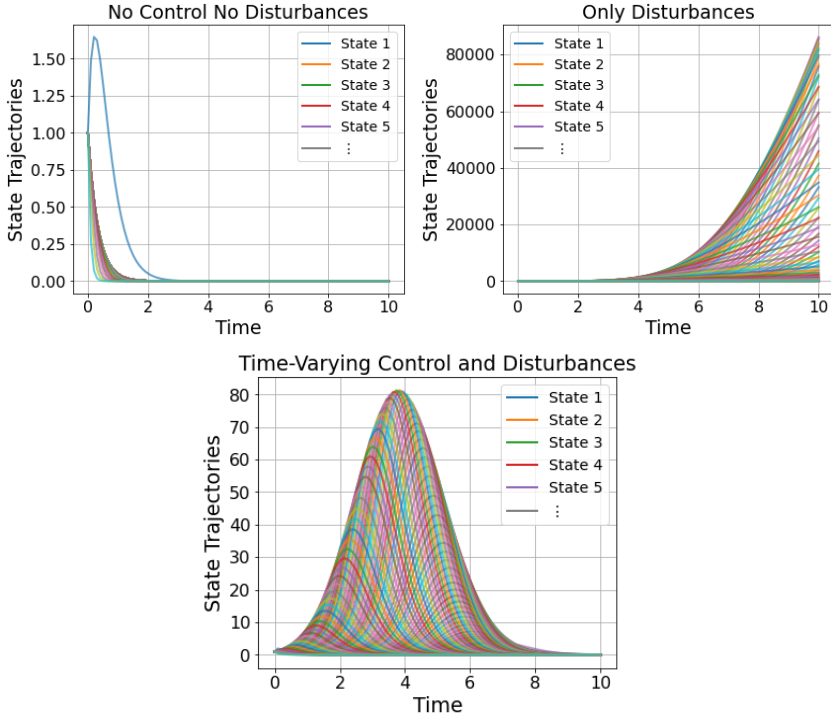 No Control No Disturbances
State Trajectories
1.50
1.25
1.00
0.75
0.50
0.25
0.00
State 1
State 2
State 3
State 4
State 5
⋮
0 2 4 6 8 10
Time
Only Disturbances
State Trajectories
80000
60000
40000
20000
0
State 1
State 2
State 3
State 4
State 5
⋮
0 2 4 6 8 10
Time
Time-Varying Control and Disturbances
State Trajectories
80
70
60
50
40
30
20
10
0
State 1
State 2
State 3
State 4
State 5
⋮
0 2 4 6 8 10
Time